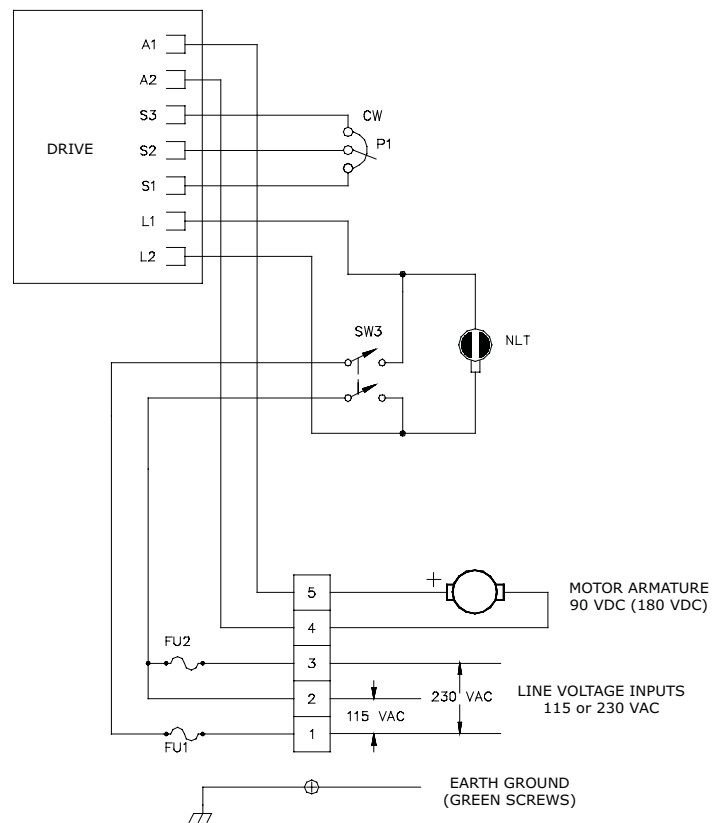 A1
A2
S3
CW
P1
DRIVE
S2
S1
L1
L2
SW3
NLT
+
5
MOTOR ARMATURE
90 VDC (180 VDC)
4
FU2
3
2
230 VAC
LINE VOLTAGE INPUTS
115 or 230 VAC
115 VAC
1
FU1
EARTH GROUND
(GREEN SCREWS)